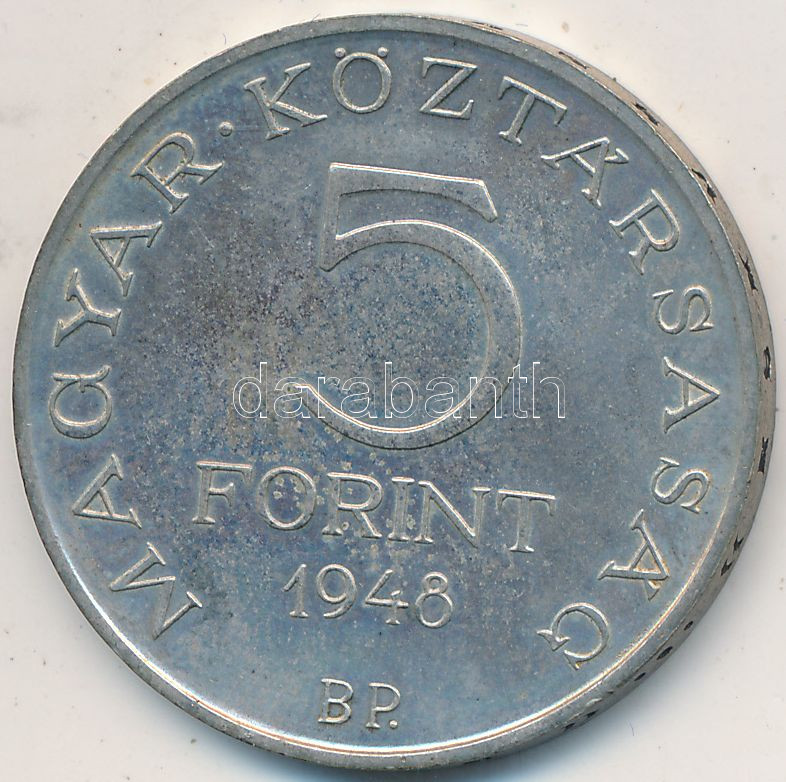 MAGYAR·KÖZTÁRSASÁG
5
FORINT
1948
BP.
darabanth